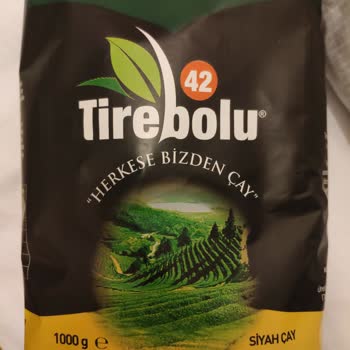 42
Tirebolu®
"HERKESE BİZDEN ÇAY"
1000 g ℮
SİYAH ÇAY